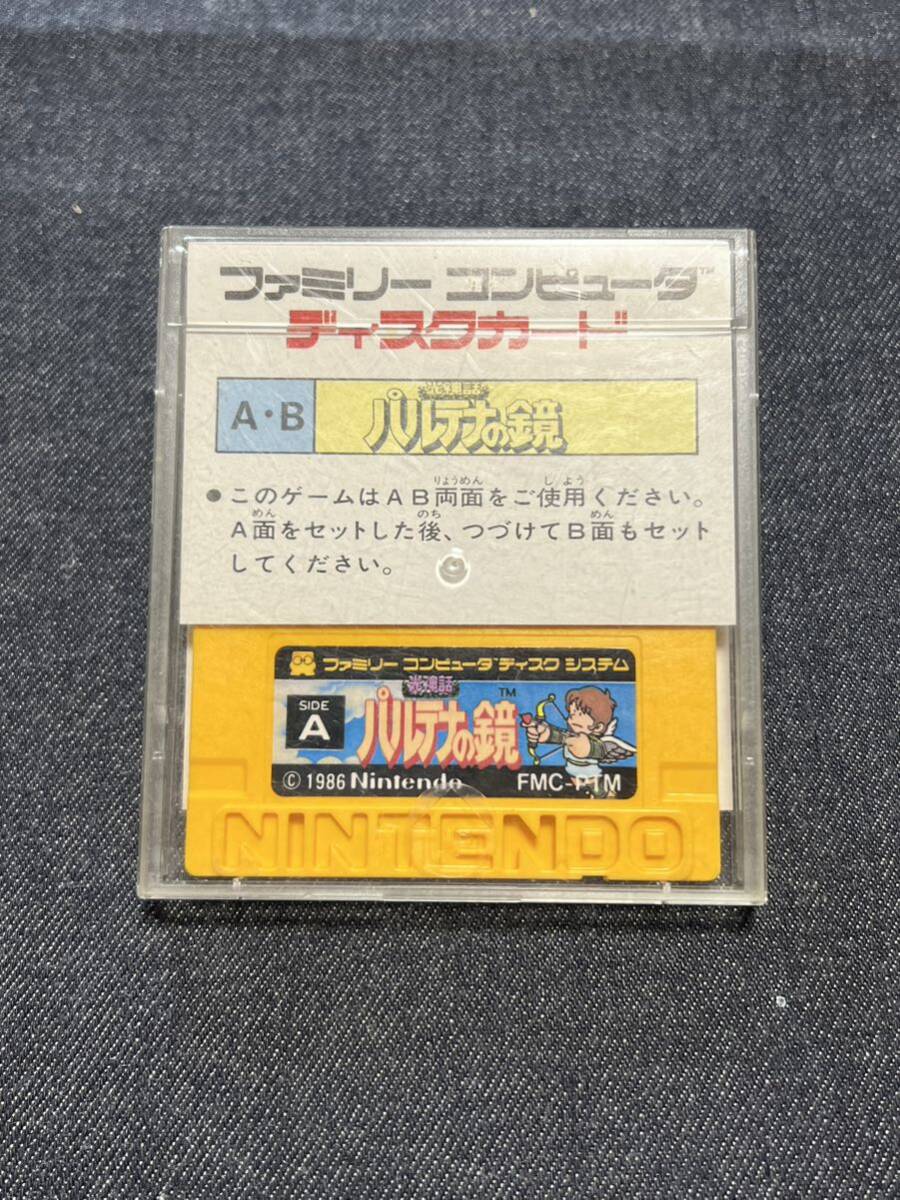 ファミリー コンピュータ™
ディスクカード
A・B
光神話
パルテナの鏡
●このゲームはAB両面をご使用ください。
りょうめん しよう
A面をセットした後、つづけてB面もセット
めん のち めん
してください。
ファミリー コンピュータ™ ディスク システム
光神話
SIDE
A
パルテナの鏡™
©1986 Nintendo FMC-PTM
NINTENDO